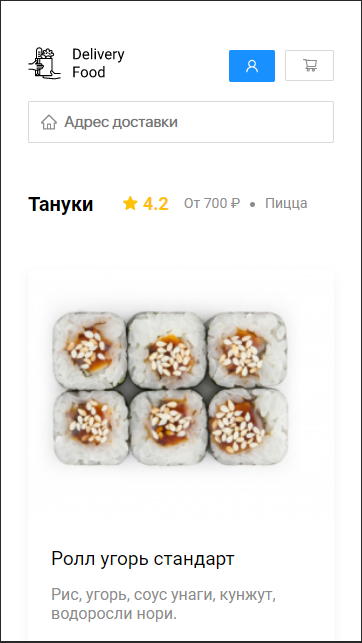 Delivery
Food
Адрес доставки
Тануки 4.2 От 700 ₽ • Пицца
Ролл угорь стандарт
Рис, угорь, соус унаги, кунжут,
водоросли нори.